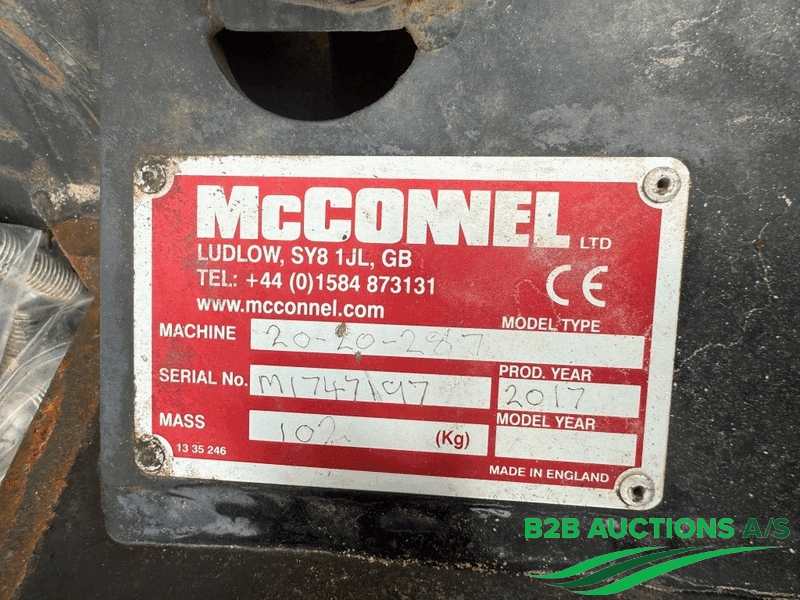 McCONNEL LTD
LUDLOW, SY8 1JL, GB
TEL: +44 (0)1584 873131
www.mcconnel.com
CE
MACHINE 20-20-287 MODEL TYPE
SERIAL No. M1747197 PROD. YEAR 2017
MASS 102 (Kg) MODEL YEAR
13 35 246 MADE IN ENGLAND
B2B AUCTIONS A/S